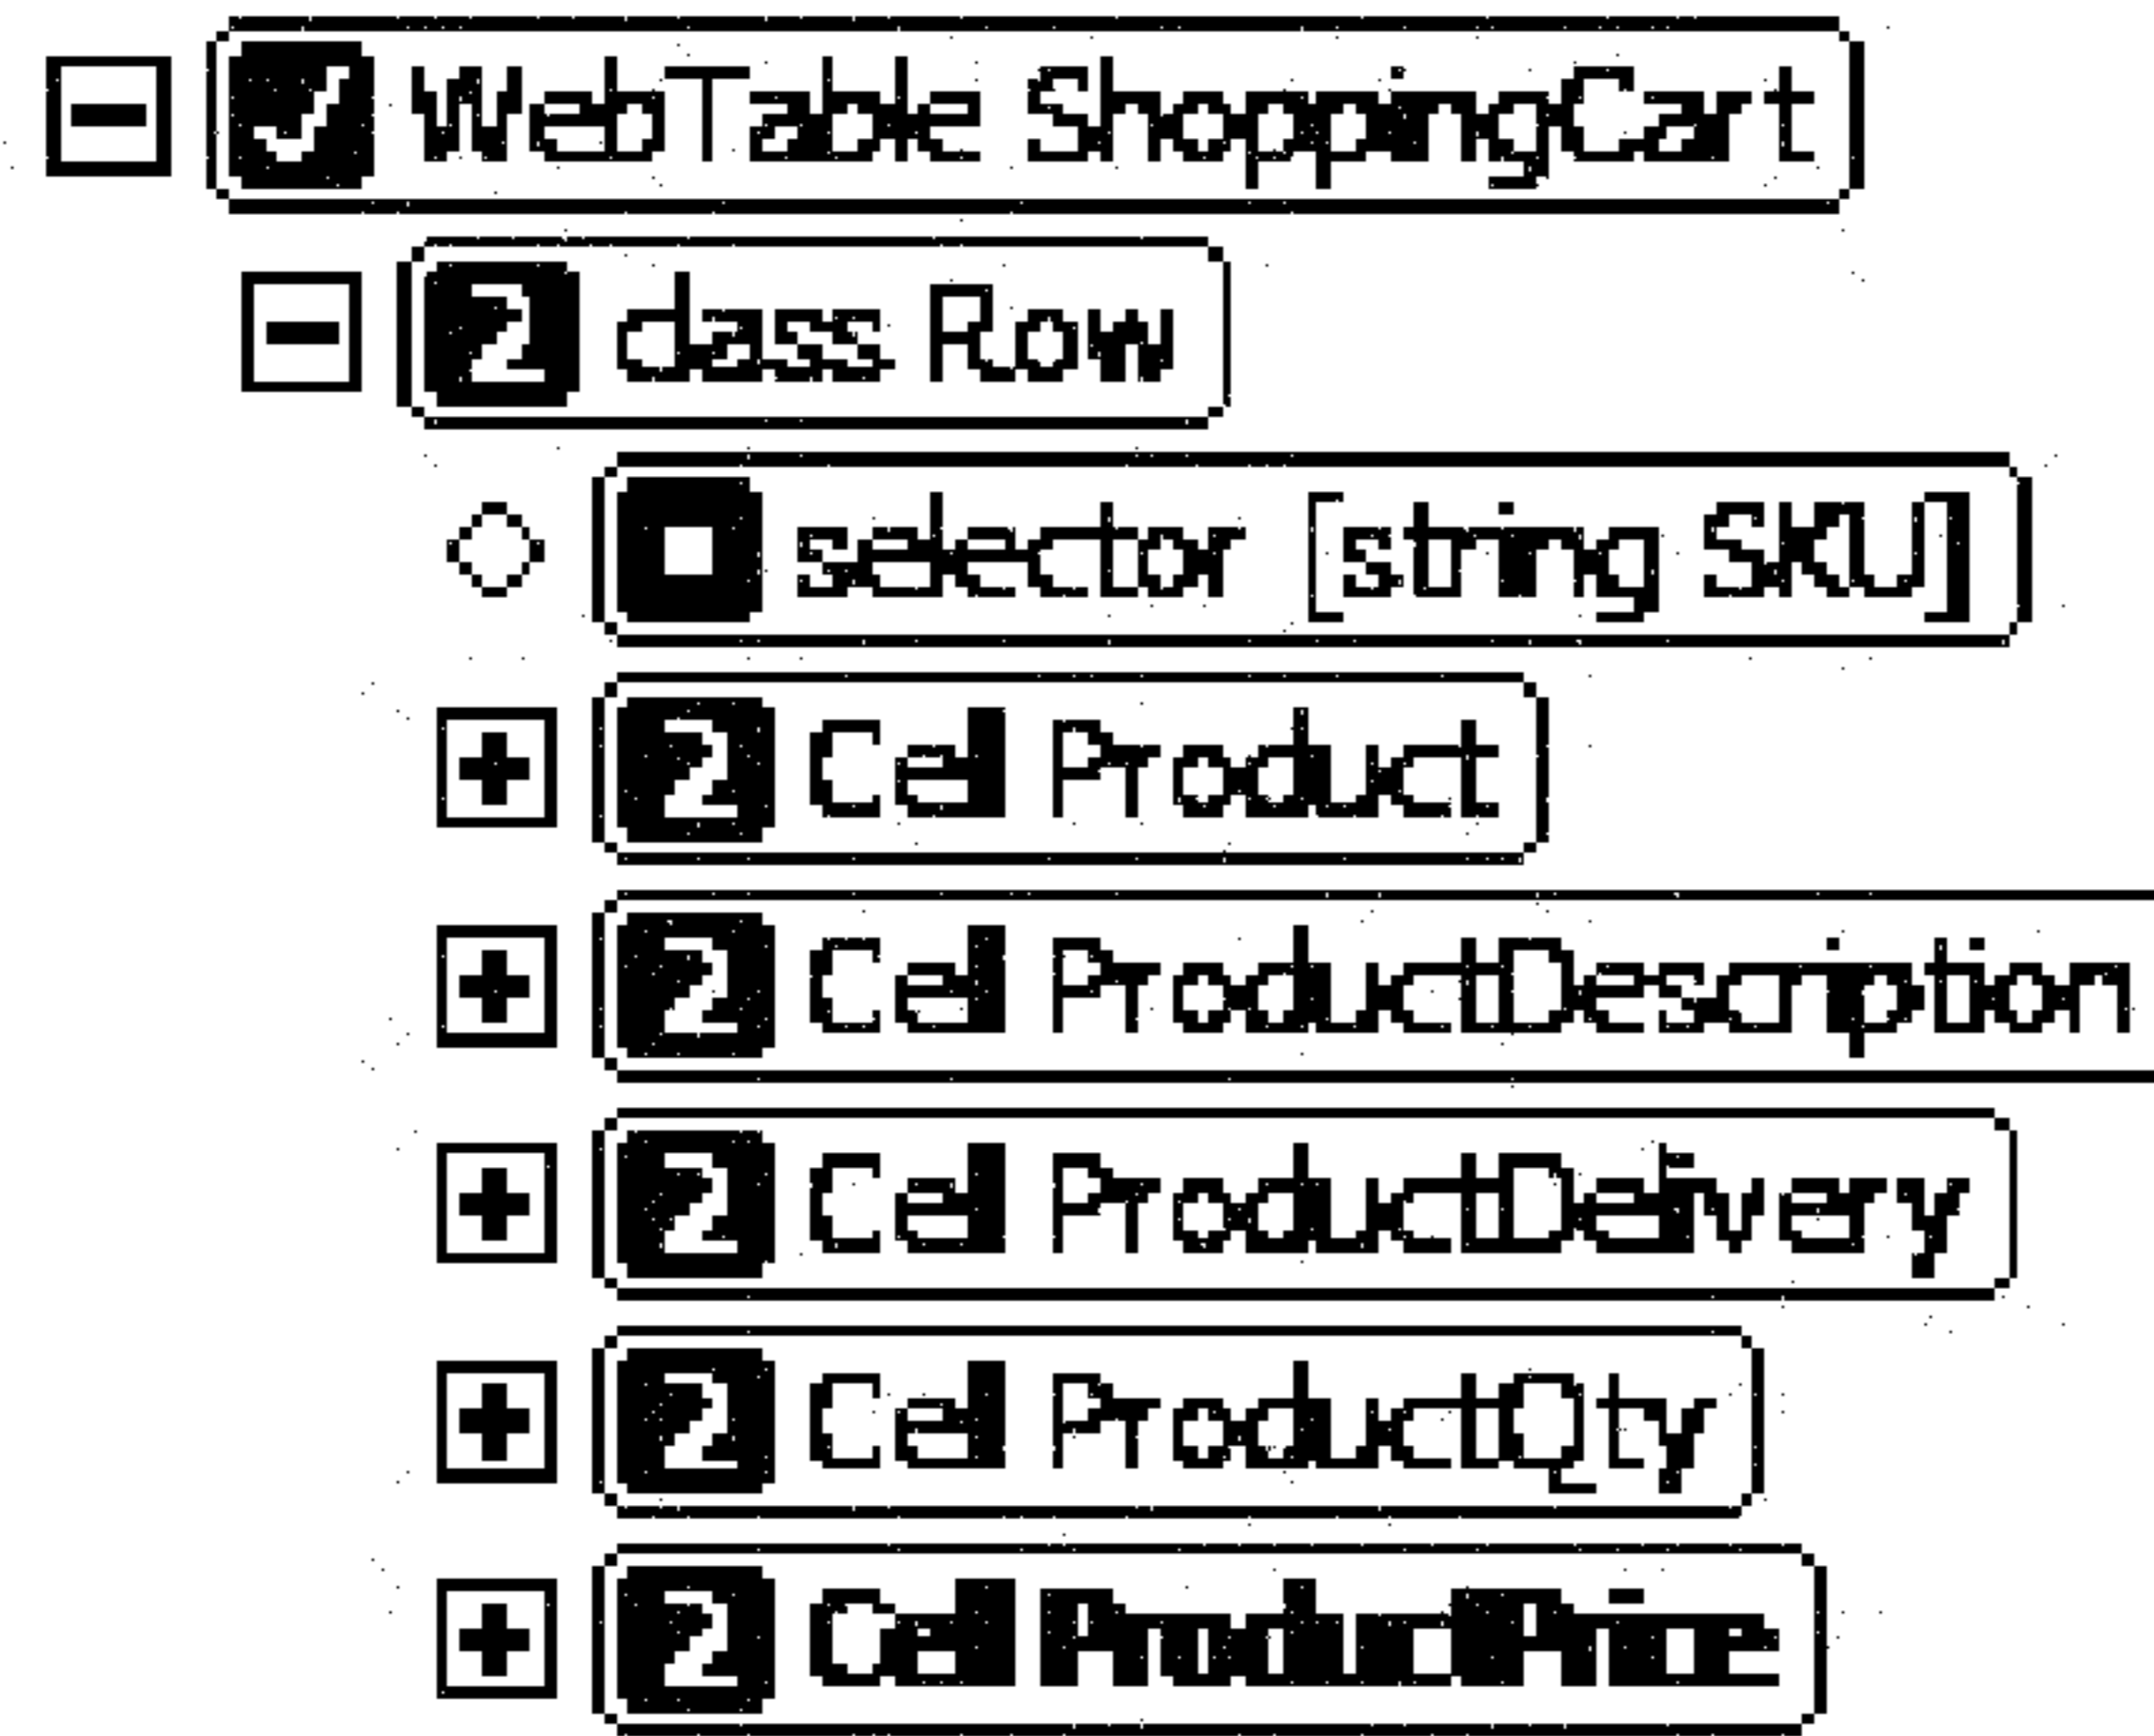 WebTable ShoppingCart
class Row
selector [string SKU]
Cell Product
Cell ProductDescription
Cell ProductDelivery
Cell ProductQty
Cell ProductPrice